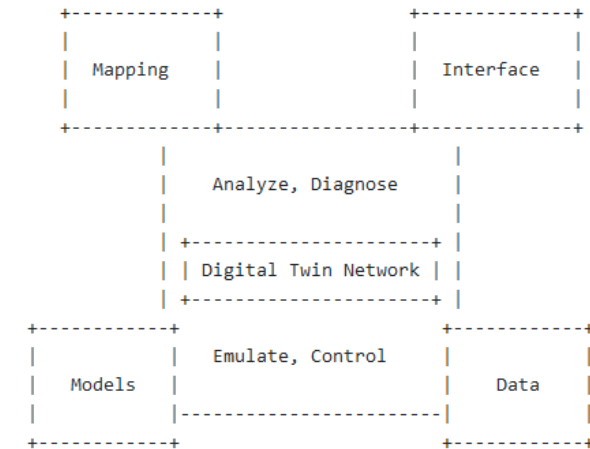 Mapping Interface
Analyze, Diagnose
Digital Twin Network
Emulate, Control
Models Data